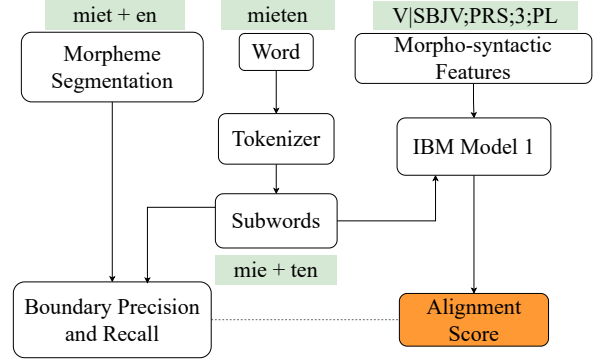 miet + en
mieten
V|SBJV;PRS;3;PL
Morpheme
Segmentation
Word
Morpho-syntactic
Features
Tokenizer
IBM Model 1
Subwords
mie + ten
Boundary Precision
and Recall
Alignment
Score